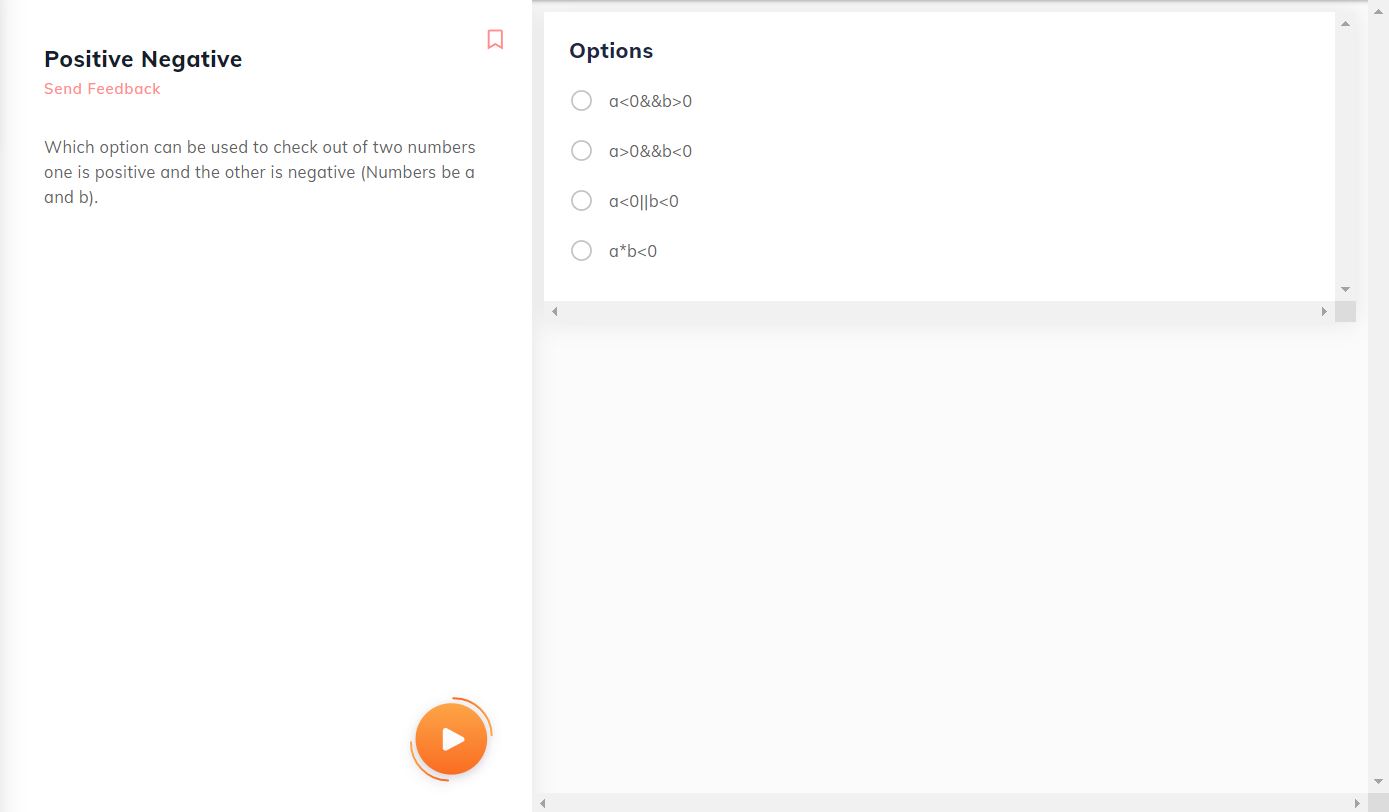 Positive Negative
Send Feedback
Which option can be used to check out of two numbers
one is positive and the other is negative (Numbers be a
and b).
Options
a<0&&b>0
a>0&&b<0
a<0||b<0
a*b<0